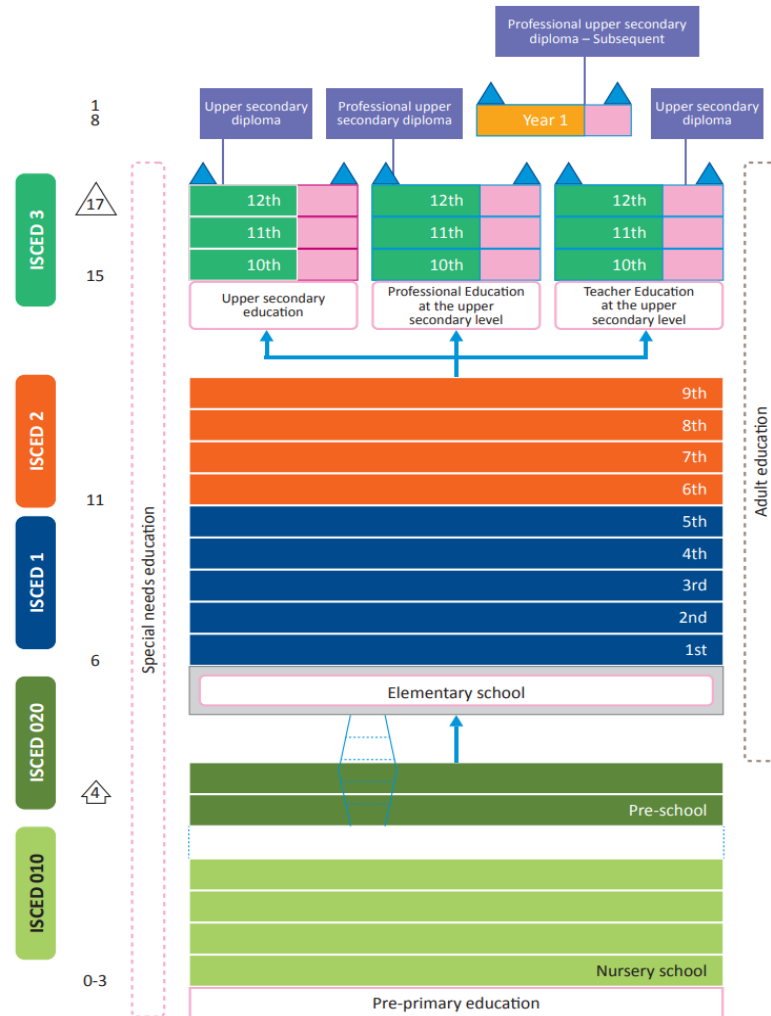 Professional upper secondary
diploma – Subsequent
1
8
Upper secondary
diploma
Professional upper
secondary diploma
Year 1
Upper secondary
diploma
ISCED 3
17
15
12th
11th
10th
Upper secondary
education
12th
11th
10th
Professional Education
at the upper
secondary level
12th
11th
10th
Teacher Education
at the upper
secondary level
ISCED 2
11
9th
8th
7th
6th
ISCED 1
6
5th
4th
3rd
2nd
1st
Special needs education
Adult education
Elementary school
ISCED 020
4
Pre-school
ISCED 010
0-3
Nursery school
Pre-primary education